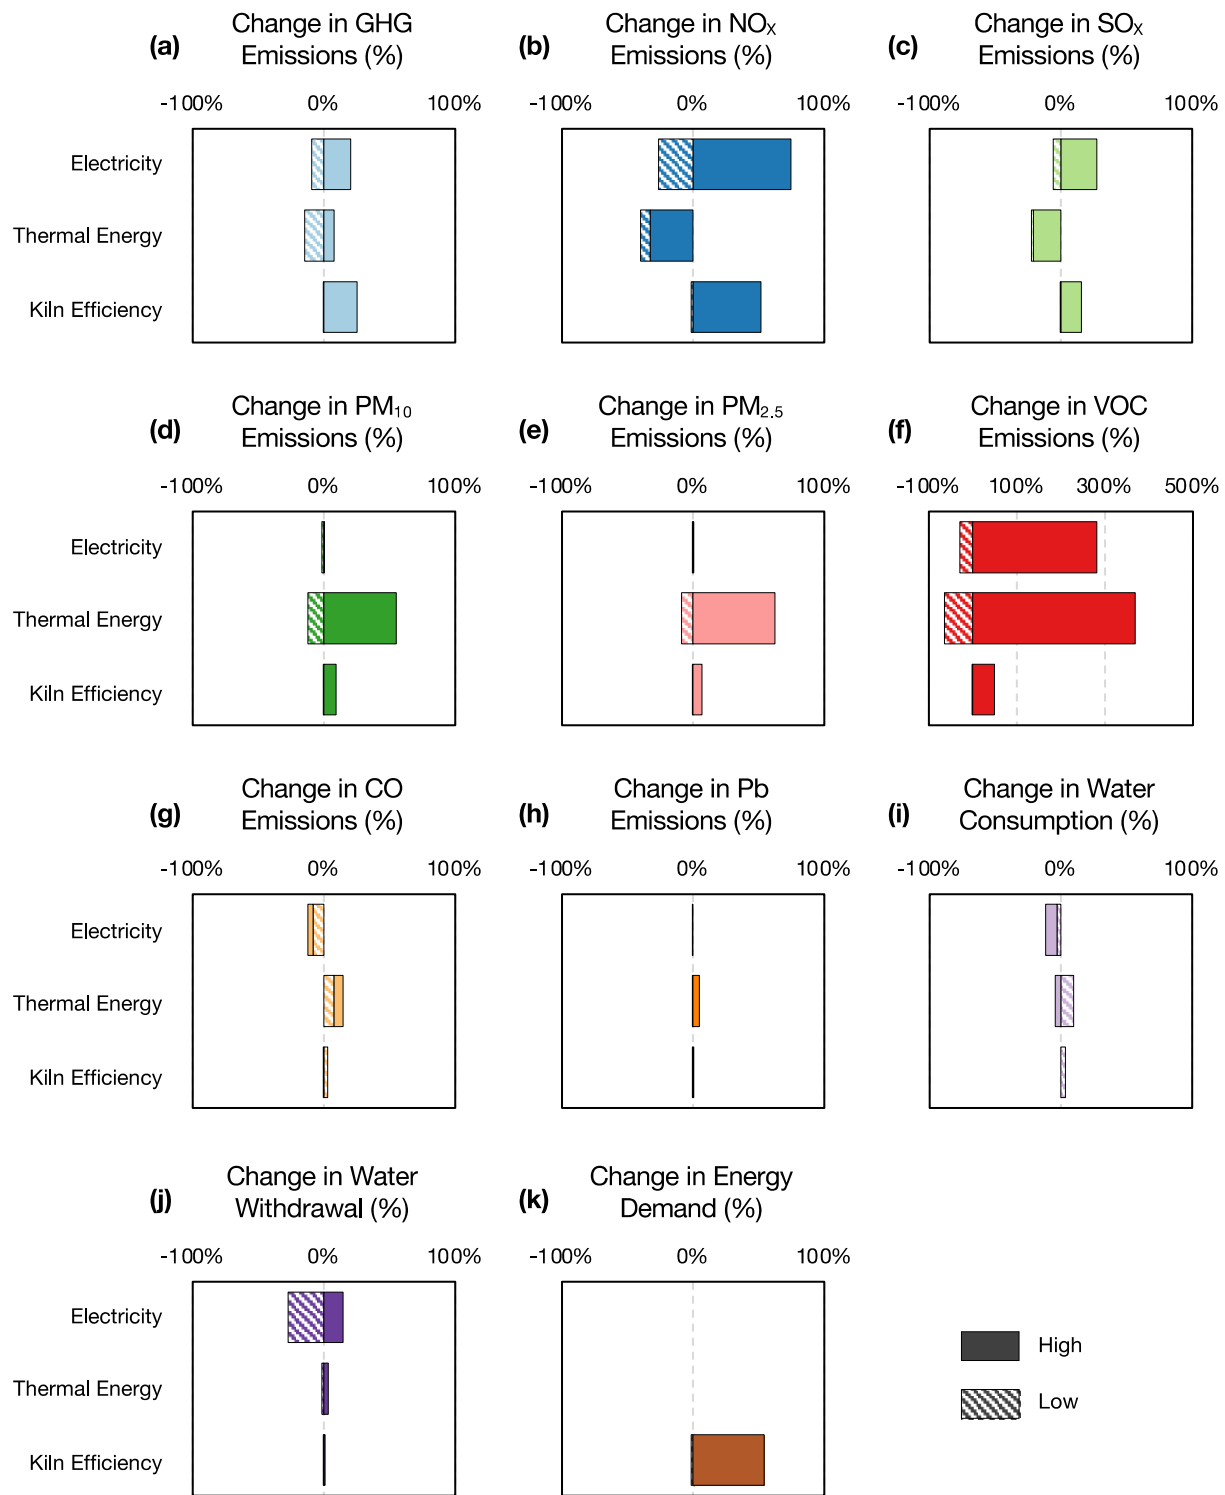 (a) Change in GHG Emissions (%)
(b) Change in NOX Emissions (%)
(c) Change in SOX Emissions (%)
-100% 0% 100% -100% 0% 100% -100% 0% 100%
Electricity
Thermal Energy
Kiln Efficiency
(d) Change in PM10 Emissions (%)
(e) Change in PM2.5 Emissions (%)
(f) Change in VOC Emissions (%)
-100% 0% 100% -100% 0% 100% -100% 100% 300% 500%
Electricity
Thermal Energy
Kiln Efficiency
(g) Change in CO Emissions (%)
(h) Change in Pb Emissions (%)
(i) Change in Water Consumption (%)
-100% 0% 100% -100% 0% 100% -100% 0% 100%
Electricity
Thermal Energy
Kiln Efficiency
(j) Change in Water Withdrawal (%)
(k) Change in Energy Demand (%)
-100% 0% 100% -100% 0% 100%
Electricity
Thermal Energy
Kiln Efficiency
High
Low